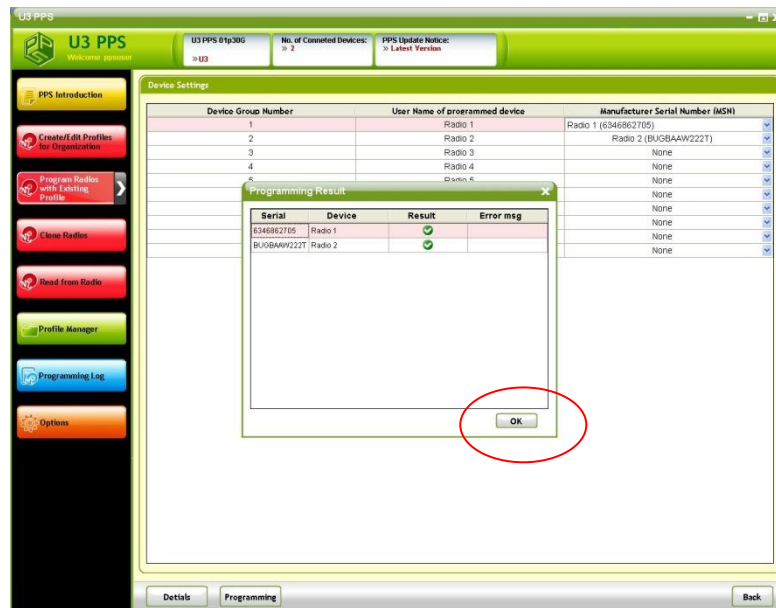 U3 PPS
U3 PPS
Welcome ppsuser
U3 PPS 01p30G
» U3
No. of Conneted Devices:
» 2
PPS Update Notice:
» Latest Version
PPS Introduction
Create/Edit Profiles
for Organization
Program Radios
with Existing
Profile
Clone Radios
Read from Radio
Profile Manager
Programming Log
Options
Device Settings
Device Group Number User Name of programmed device Manufacturer Serial Number (MSN)
1 Radio 1 Radio 1 (6346862705)
2 Radio 2 Radio 2 (BUGBAAW222T)
3 Radio 3 None
4 Radio 4 None
5 Radio 5 None
None
None
None
None
None
Programming Result X
Serial Device Result Error msg
6346862705 Radio 1
BUGBAAW222T Radio 2
OK
Detials
Programming
Back